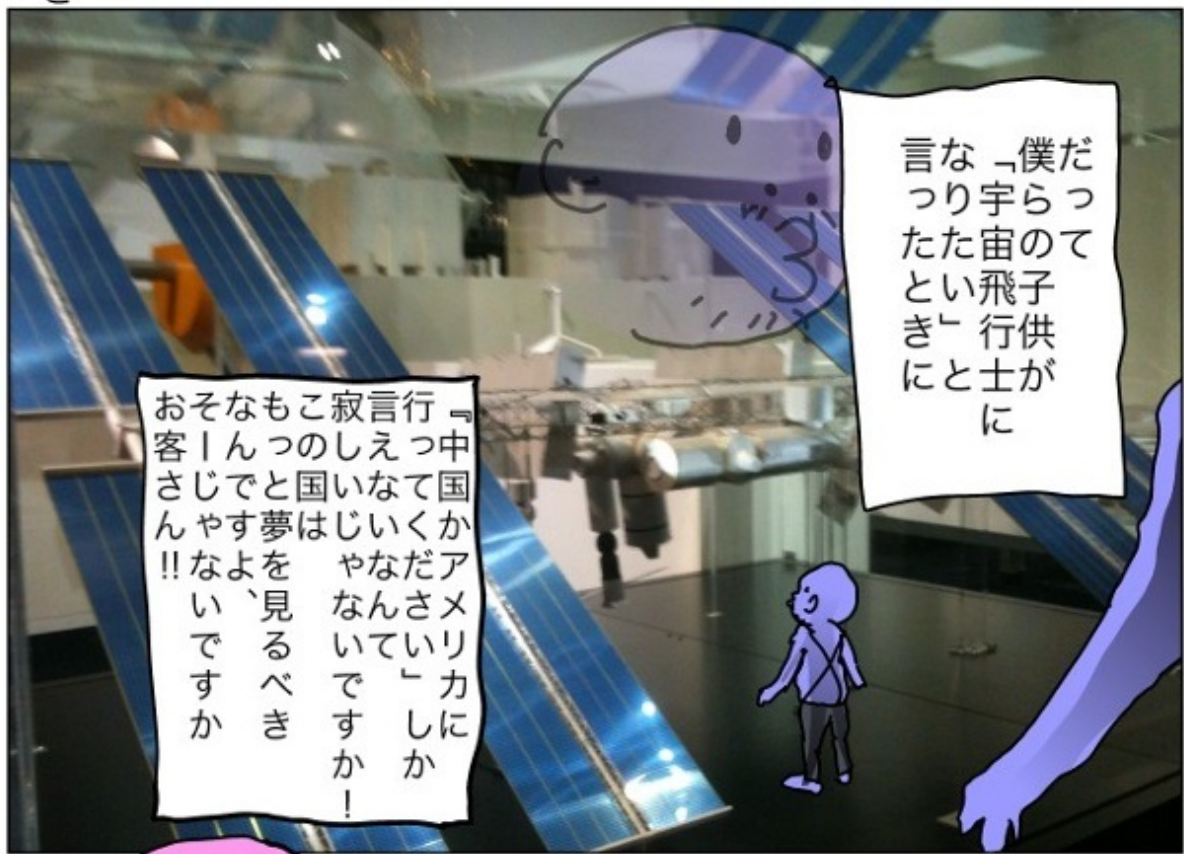 だって
僕らの子供が
「宇宙飛行士に
なりたい」と
言ったときに
『中国かアメリカに
行ってください」しか
言えないなんて
寂しいじゃないですか！
この国は
もっと夢を見るべき
なんですよ、
そーじゃないですか
お客さん!!